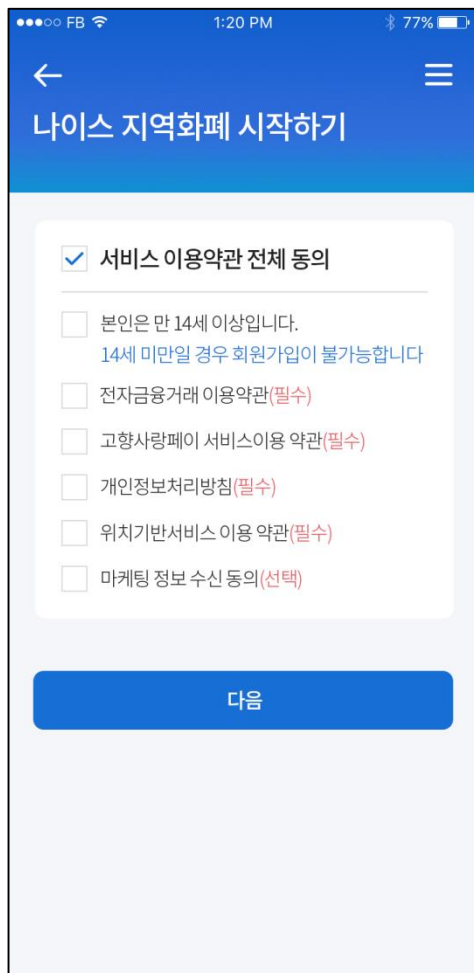 FB 1:20 PM 77%
나이스 지역화폐 시작하기
서비스 이용약관 전체 동의
본인은 만 14세 이상입니다.
14세 미만일 경우 회원가입이 불가능합니다
전자금융거래 이용약관(필수)
고향사랑페이 서비스이용 약관(필수)
개인정보처리방침(필수)
위치기반서비스 이용 약관(필수)
마케팅 정보 수신 동의(선택)
다음